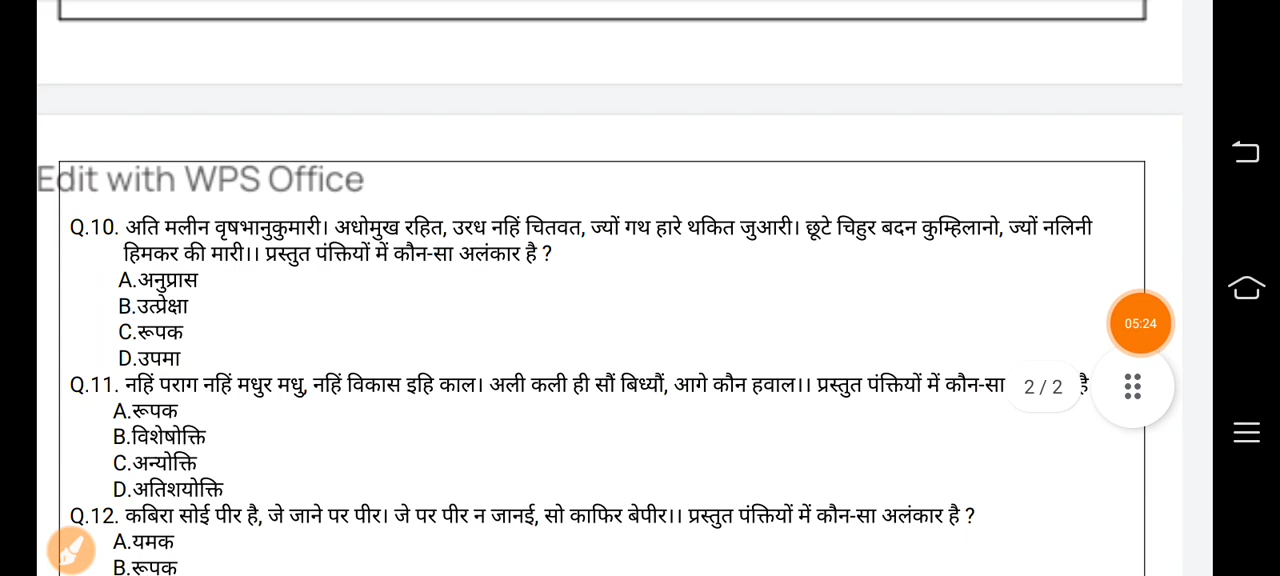 Edit with WPS Office
Q.10. अति मलीन वृषभानुकुमारी। अधोमुख रहित, उरध नहिं चितवत, ज्यों गथ हारे थकित जुआरी। छूटे चिहुर बदन कुम्हिलानो, ज्यों नलिनी
हिमकर की मारी।। प्रस्तुत पंक्तियों में कौन-सा अलंकार है ?
A.अनुप्रास
B.उत्प्रेक्षा
C.रूपक
D.उपमा
Q.11. नहिं पराग नहिं मधुर मधु, नहिं विकास इहि काल। अली कली ही सौं बिध्यौं, आगे कौन हवाल।। प्रस्तुत पंक्तियों में कौन-सा है
A.रूपक
B.विशेषोक्ति
C.अन्योक्ति
D.अतिशयोक्ति
Q.12. कबिरा सोई पीर है, जे जाने पर पीर। जे पर पीर न जानई, सो काफिर बेपीर।। प्रस्तुत पंक्तियों में कौन-सा अलंकार है ?
A.यमक
B.रूपक
05:24
2 / 2